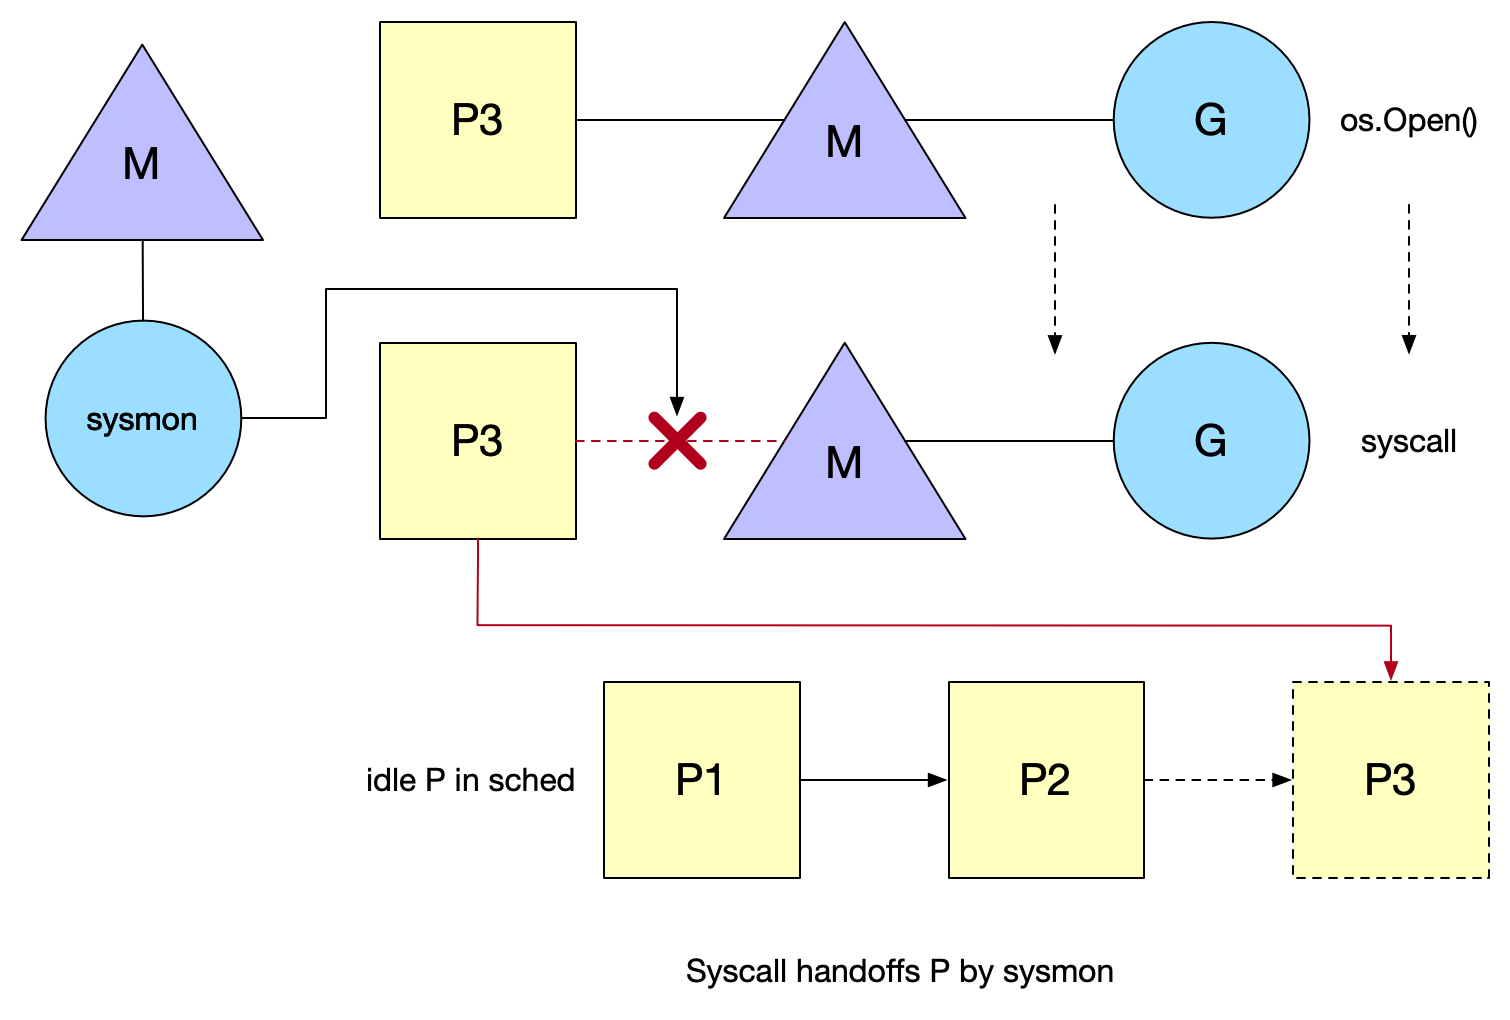 M
P3
M
G
os.Open()
sysmon
P3
M
G
syscall
idle P in sched
P1
P2
P3
Syscall handoffs P by sysmon